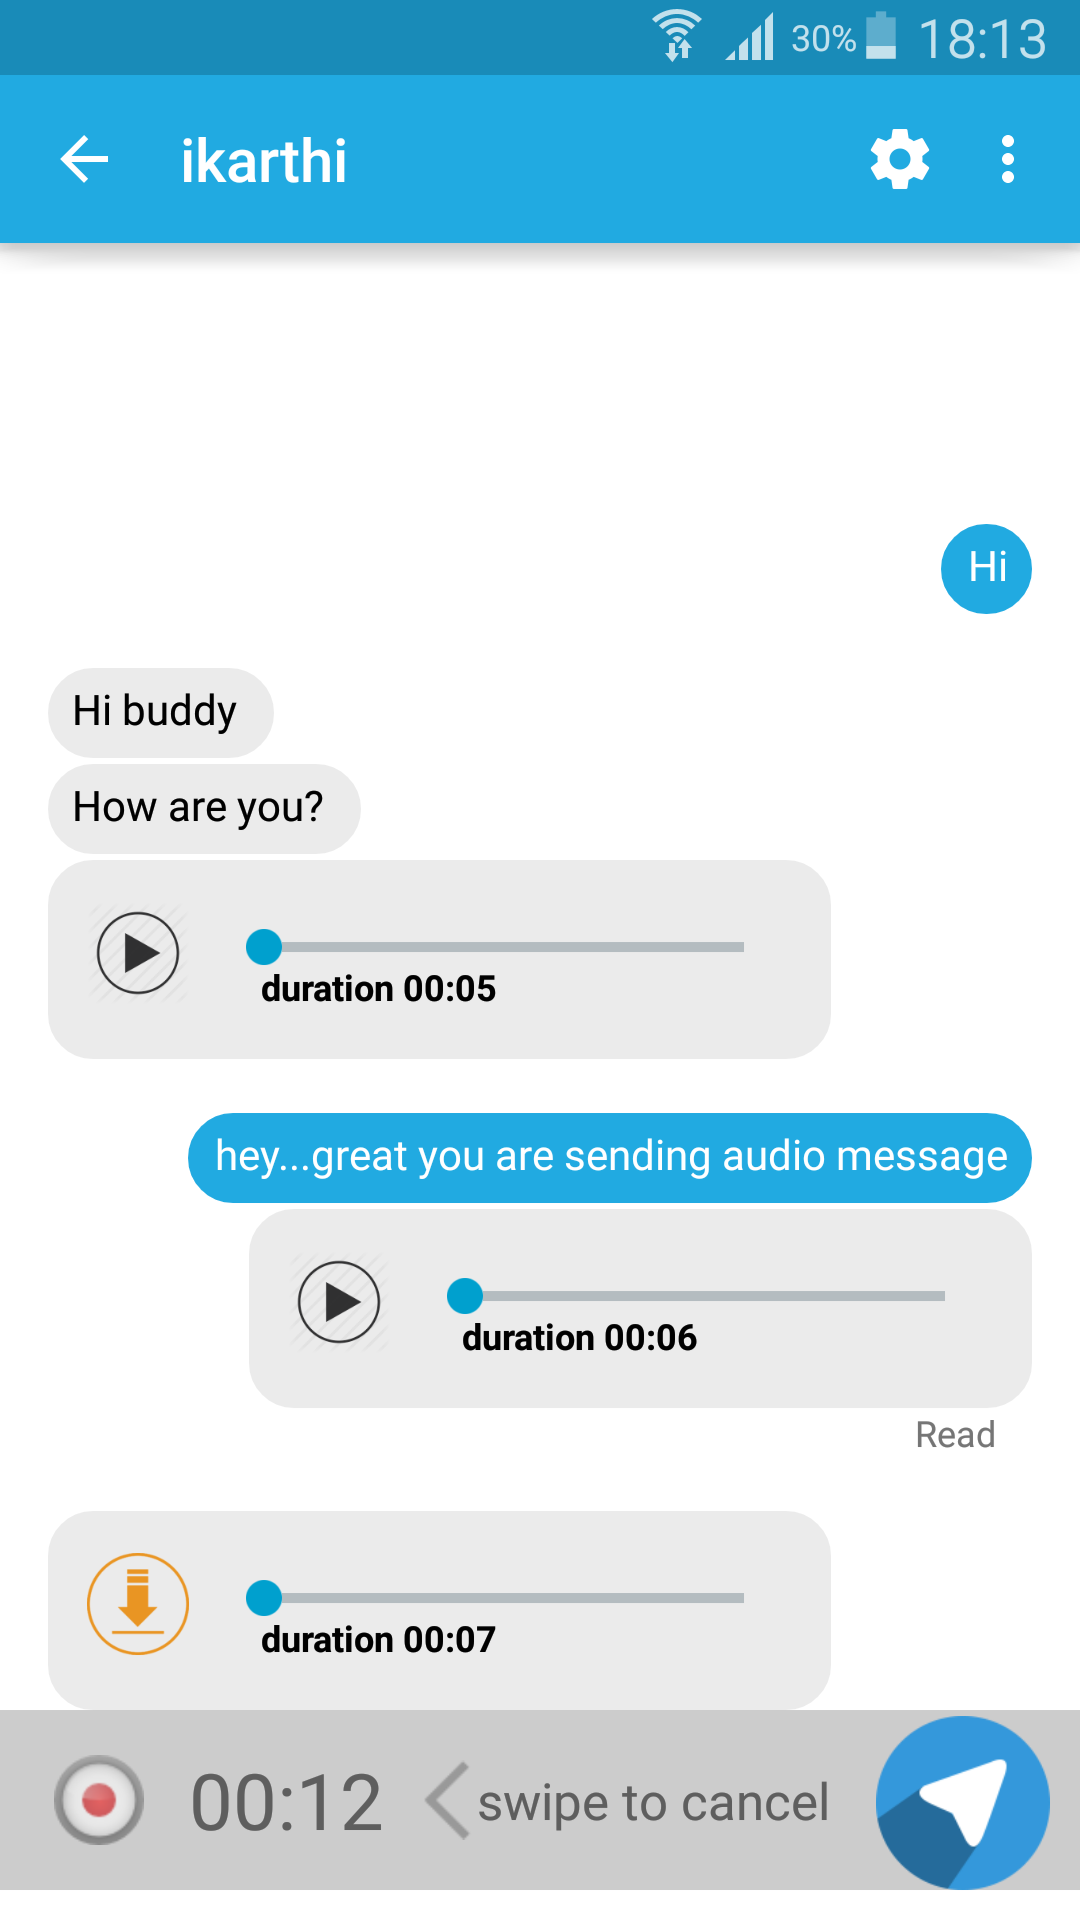 30% 18:13
ikarthi
Hi
Hi buddy
How are you?
duration 00:05
hey...great you are sending audio message
duration 00:06
Read
duration 00:07
00:12 swipe to cancel